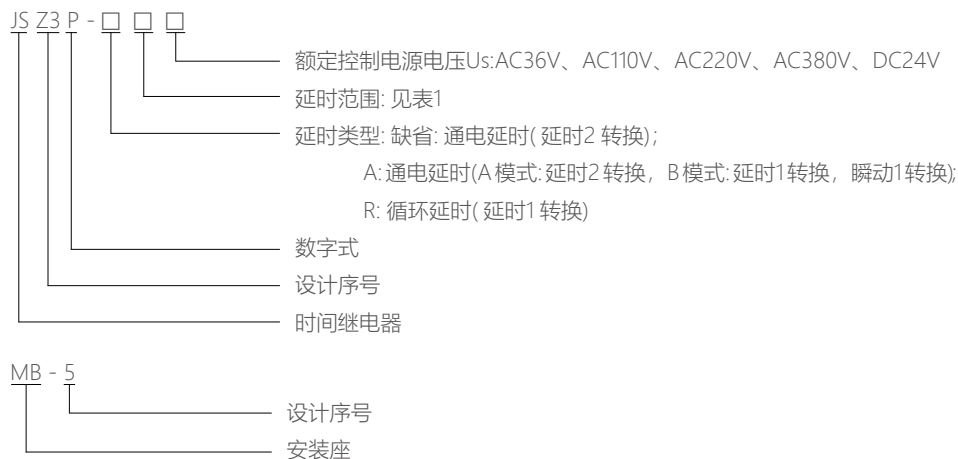 JS Z3 P - □ □ □
额定控制电源电压Us:AC36V、AC110V、AC220V、AC380V、DC24V
延时范围: 见表1
延时类型: 缺省: 通电延时( 延时2 转换) ;
A: 通电延时(A 模式: 延时2 转换，B 模式: 延时1转换，瞬动1转换);
R: 循环延时( 延时1 转换)
数字式
设计序号
时间继电器
MB - 5
设计序号
安装座